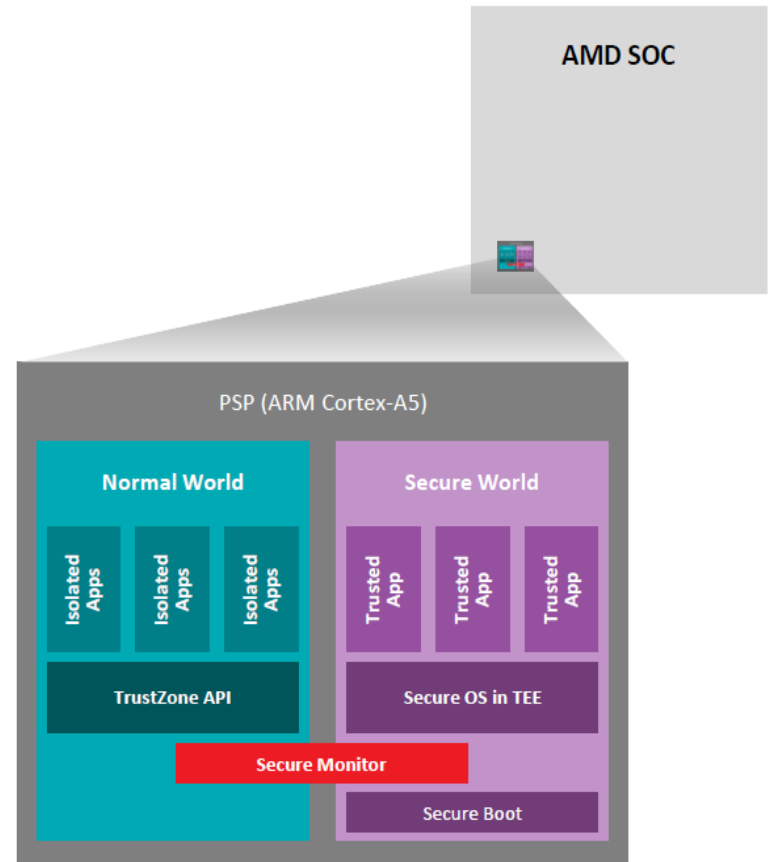 AMD SOC
PSP (ARM Cortex-A5)
Normal World
Secure World
Isolated
Apps
Isolated
Apps
Isolated
Apps
Trusted
App
Trusted
App
Trusted
App
TrustZone API
Secure OS in TEE
Secure Monitor
Secure Boot